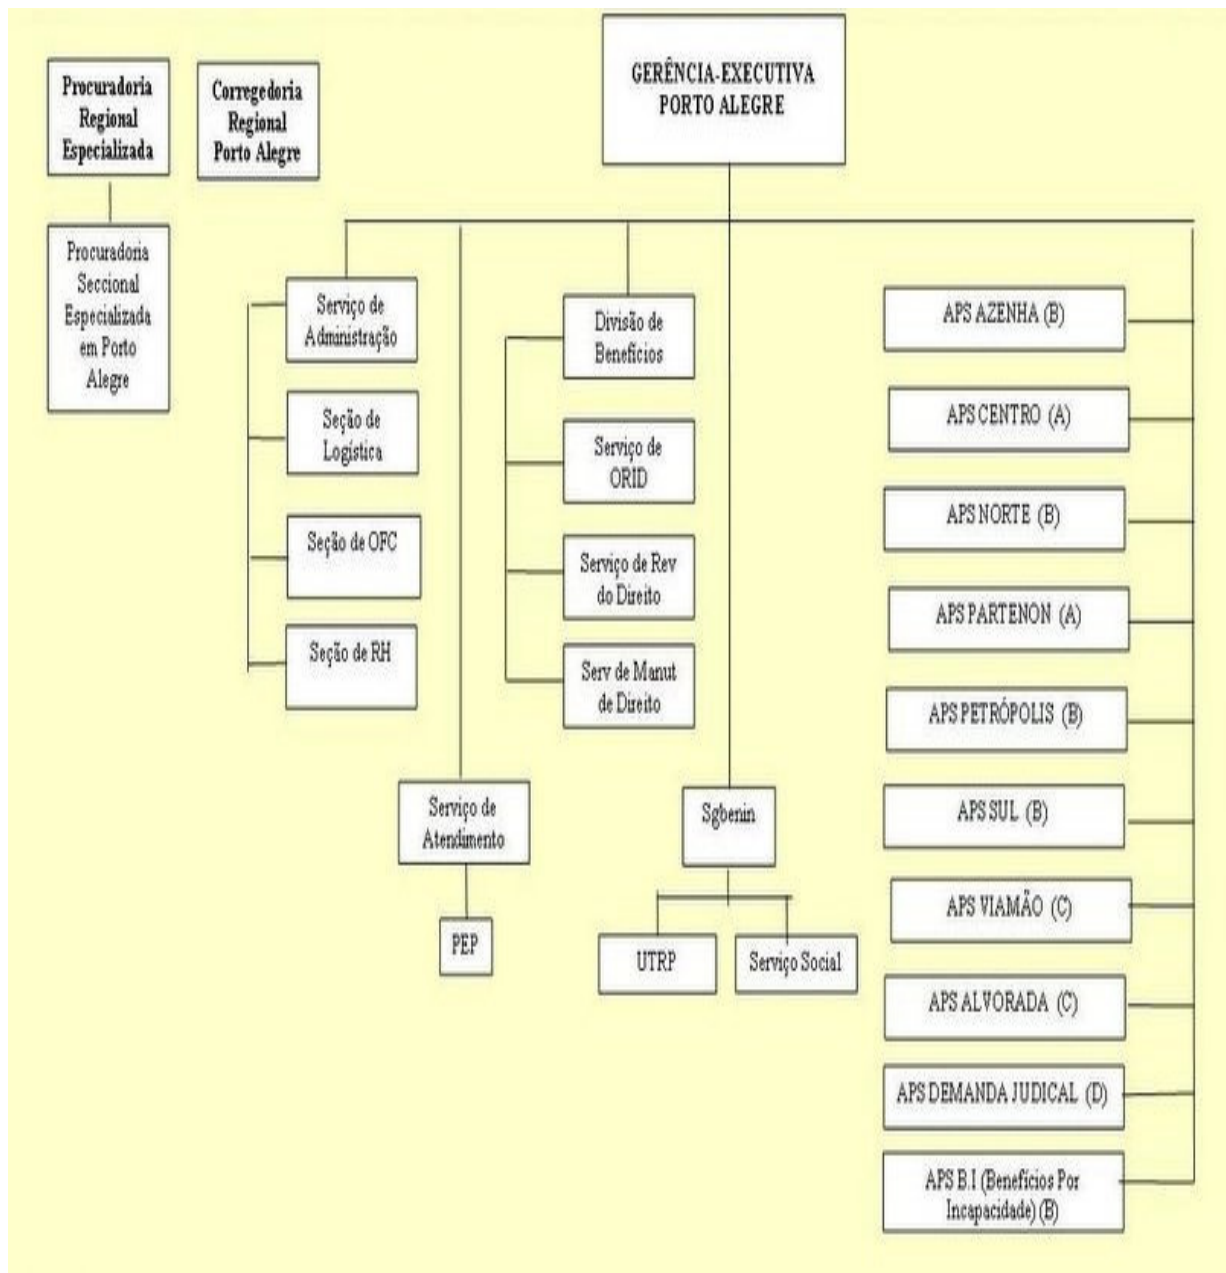 GERÊNCIA-EXECUTIVA
PORTO ALEGRE
Procuradoria
Regional
Especializada
Corregedoria
Regional
Porto Alegre
Procuradoria
Seccional
Especializada
em Porto
Alegre
Serviço de
Administração
Seção de
Logística
Seção de OFC
Seção de RH
Divisão de
Benefícios
Serviço de
ORID
Serviço de Rev
do Direito
Serv de Manut
de Direito
Serviço de
Atendimento
PEP
Sgbenin
UTRP
Serviço Social
APS AZENHA (B)
APS CENTRO (A)
APS NORTE (B)
APS PARTENON (A)
APS PETRÓPOLIS (B)
APS SUL (B)
APS VIAMÃO (C)
APS ALVORADA (C)
APS DEMANDA JUDICAL (D)
APS B.I (Benefícios Por
Incapacidade) (B)